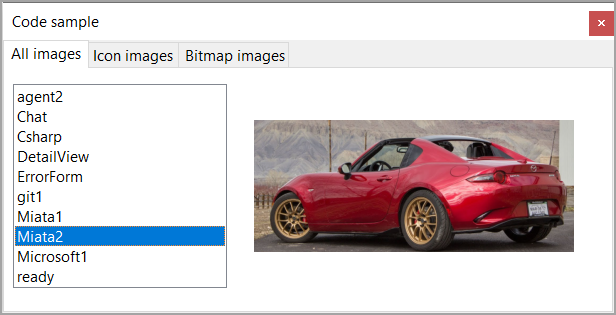 Code sample
All images
Icon images
Bitmap images
agent2
Chat
Csharp
DetailView
ErrorForm
git1
Miata1
Miata2
Microsoft1
ready